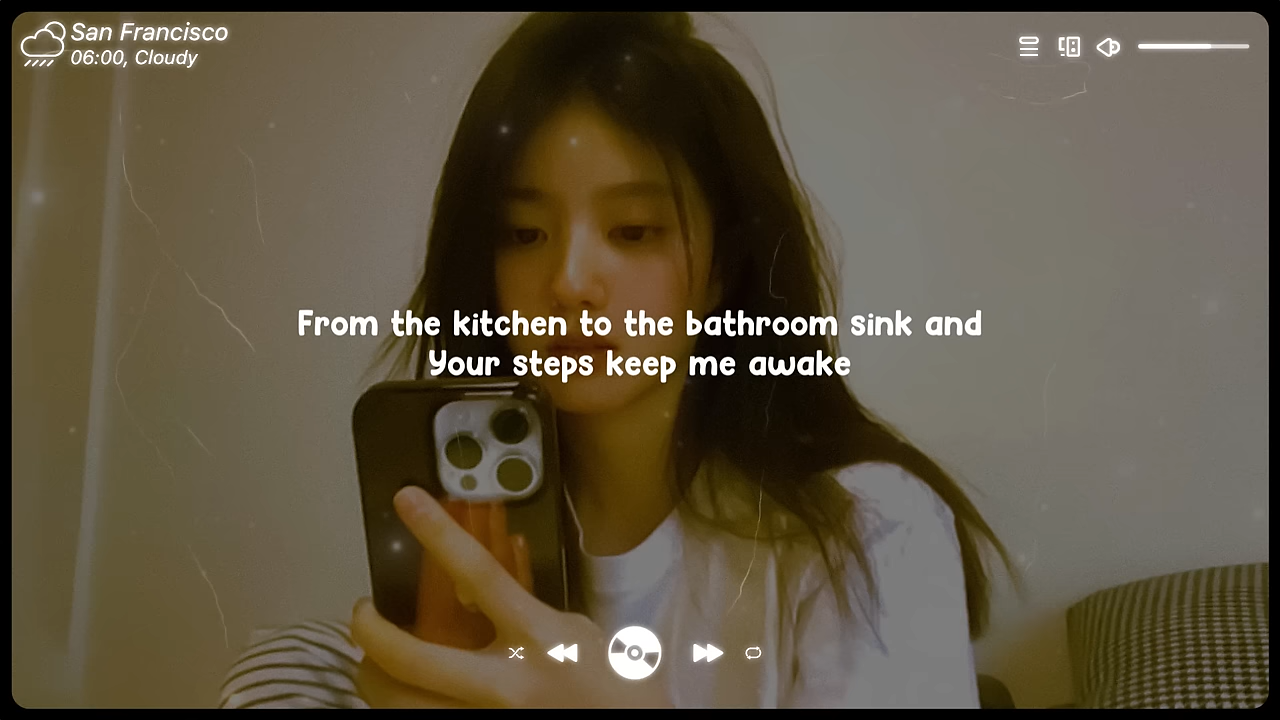 San Francisco
06:00, Cloudy
From the kitchen to the bathroom sink and
Your steps keep me awake